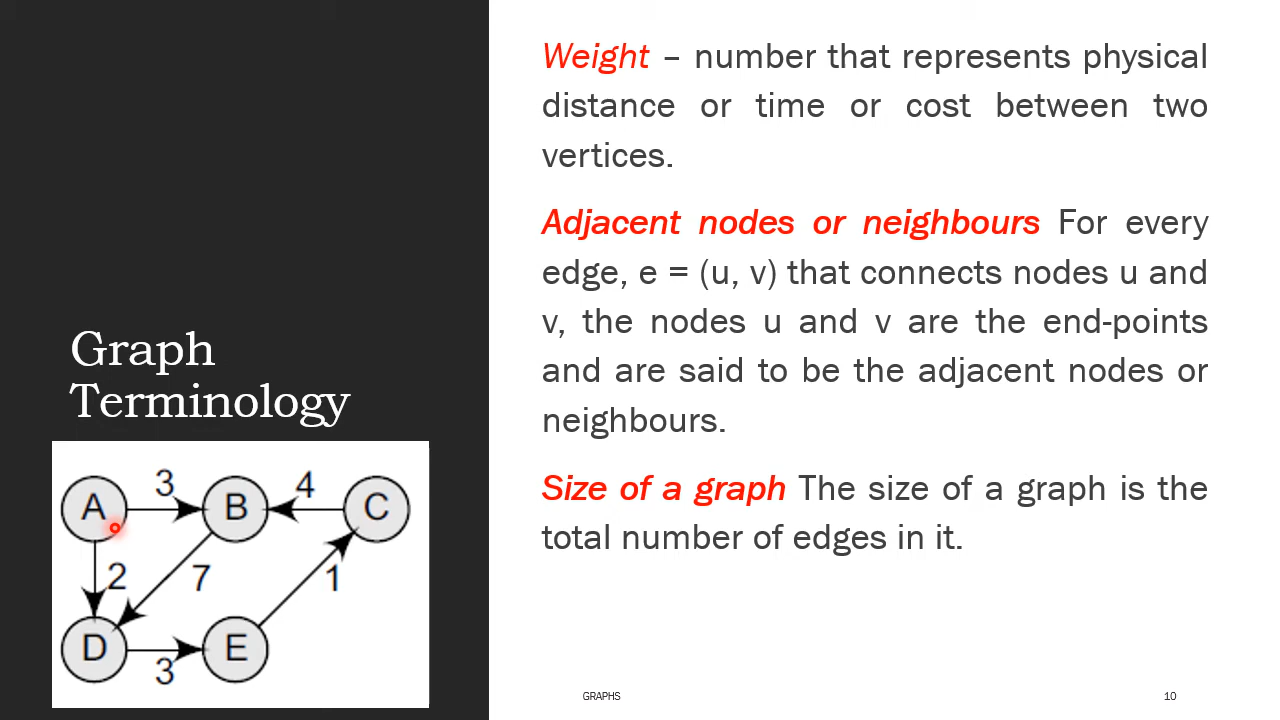 Weight – number that represents physical
distance or time or cost between two
vertices.
Adjacent nodes or neighbours For every
edge, e = (u, v) that connects nodes u and
v, the nodes u and v are the end-points
and are said to be the adjacent nodes or
neighbours.
Size of a graph The size of a graph is the
total number of edges in it.
Graph
Terminology
A 3 B 4 C
2 7 1
D 3 E
GRAPHS 10